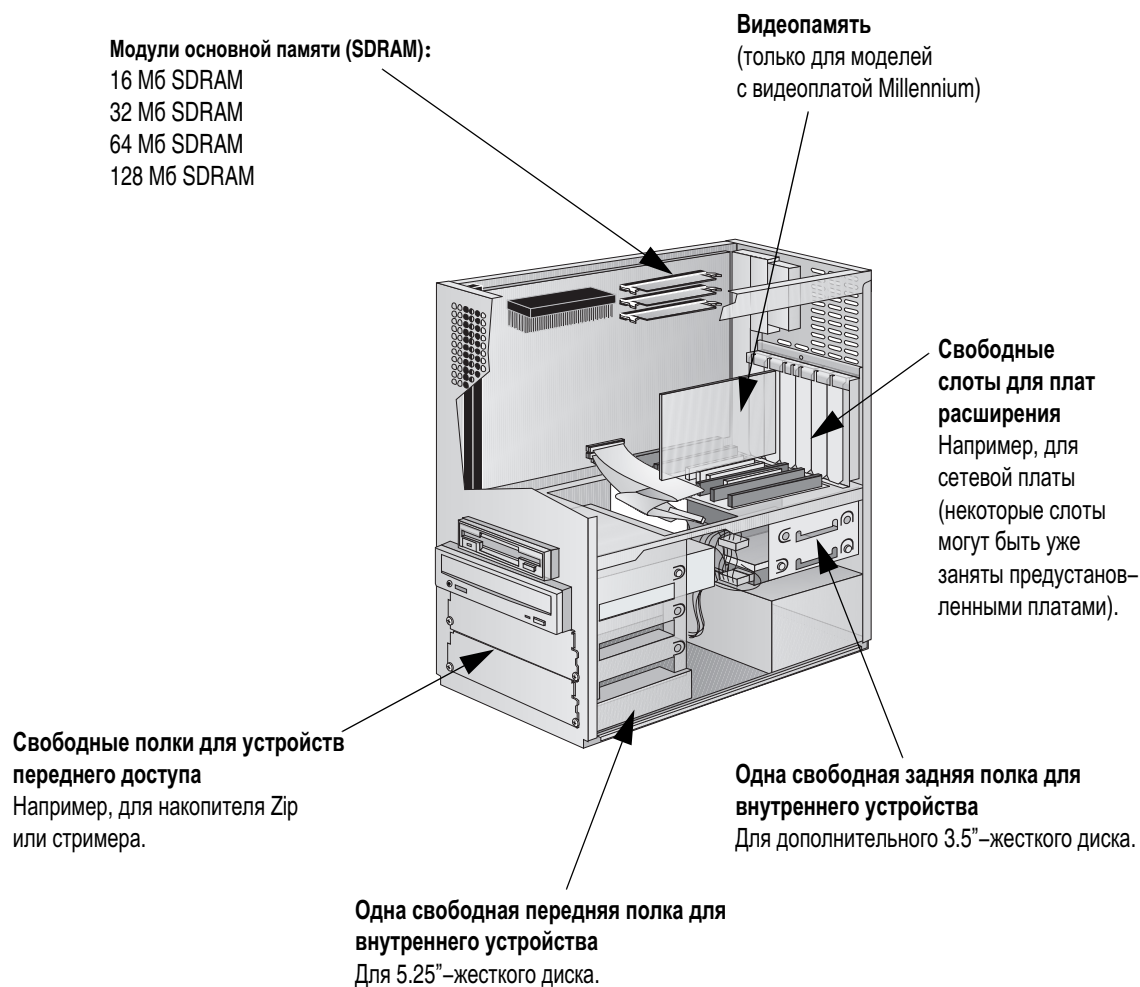 Модули основной памяти (SDRAM):
16 Мб SDRAM
32 Мб SDRAM
64 Мб SDRAM
128 Мб SDRAM
Видеопамять
(только для моделей
с видеоплатой Millennium)
Свободные
слоты для плат
расширения
Например, для
сетевой платы
(некоторые слоты
могут быть уже
заняты предустанов–
ленными платами).
Свободные полки для устройств
переднего доступа
Например, для накопителя Zip
или стримера.
Одна свободная задняя полка для
внутреннего устройства
Для дополнительного 3.5”–жесткого диска.
Одна свободная передняя полка для
внутреннего устройства
Для 5.25”–жесткого диска.